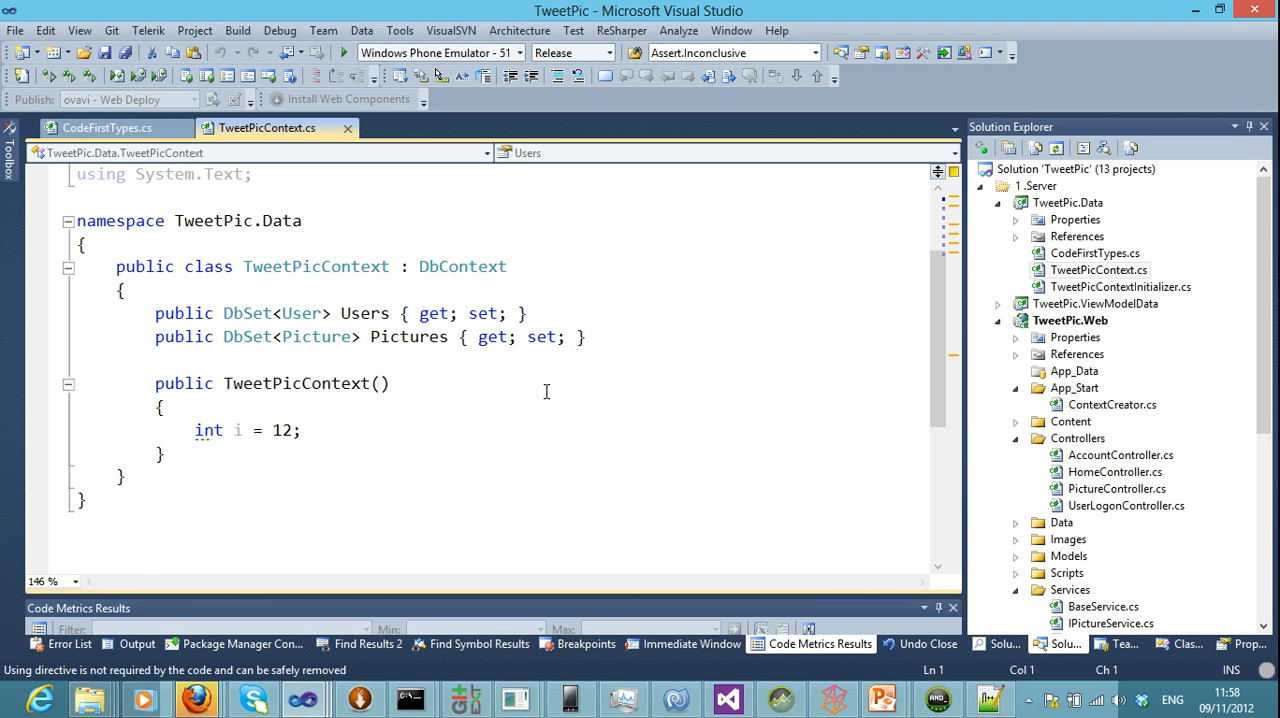 TweetPic - Microsoft Visual Studio
File Edit View Git Telerik Project Build Debug Team Data Tools VisualSVN Architecture Test ReSharper Analyze Window Help
Windows Phone Emulator - 51 Release Assert.Inconclusive
Publish: ovavi - Web Deploy Install Web Components
CodeFirstTypes.cs TweetPicContext.cs
TweetPic.Data.TweetPicContext Users
using System.Text;
namespace TweetPic.Data
{
public class TweetPicContext : DbContext
{
public DbSet<User> Users { get; set; }
public DbSet<Picture> Pictures { get; set; }
public TweetPicContext()
{
int i = 12;
}
}
}
146 %
Toolbox
Solution Explorer
Solution 'TweetPic' (13 projects)
1 .Server
TweetPic.Data
Properties
References
CodeFirstTypes.cs
TweetPicContext.cs
TweetPicContextInitializer.cs
TweetPic.ViewModelData
TweetPic.Web
Properties
References
App_Data
App_Start
ContextCreator.cs
Content
Controllers
AccountController.cs
HomeController.cs
PictureController.cs
UserLogonController.cs
Data
Images
Models
Scripts
Services
BaseService.cs
IPictureService.cs
Code Metrics Results
Filter: Min: Max:
Error List Output Package Manager Con... Find Results 2 Find Symbol Results Breakpoints Immediate Window Code Metrics Results Undo Close
Solu... Solu... Tea... Clas... Prop...
Using directive is not required by the code and can be safely removed Ln 1 Col 1 Ch 1 INS
ENG
11:58
09/11/2012